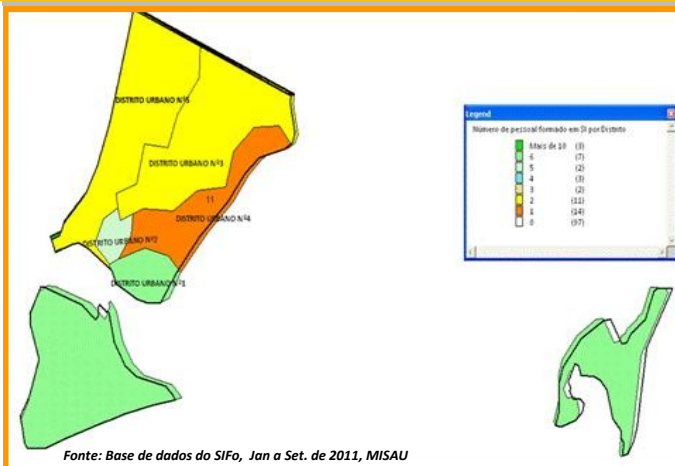 DISTRITO URBANO Nº5
DISTRITO URBANO Nº3
11
DISTRITO URBANO Nº4
DISTRITO URBANO Nº2
DISTRITO URBANO Nº1
Legend
Número de pessoal formado em SI por Distrito
Mais de 10 (3)
6 (7)
5 (2)
4 (3)
3 (2)
2 (11)
1 (14)
0 (97)
Fonte: Base de dados do SIFo, Jan a Set. de 2011, MISAU